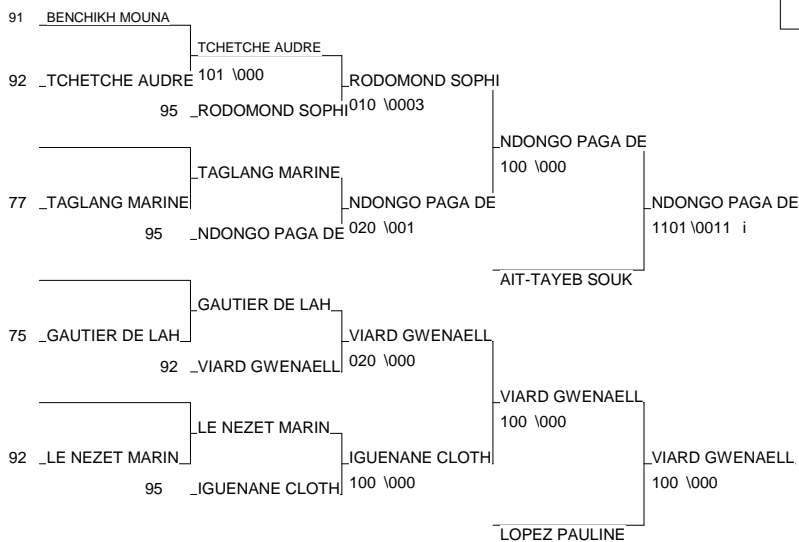 91 BENCHIKH MOUNA
TCHETCHE AUDRE
92 TCHETCHE AUDRE 101 \000 RODOMOND SOPHI
95 RODOMOND SOPHI 010 \0003
NDONGO PAGA DE
100 \000
TAGLANG MARINE
77 TAGLANG MARINE NDONGO PAGA DE NDONGO PAGA DE
95 NDONGO PAGA DE 020 \001 1101 \0011 i
AIT-TAYEB SOUK
GAUTIER DE LAH
75 GAUTIER DE LAH VIARD GWENAELL
92 VIARD GWENAELL 020 \000
VIARD GWENAELL
100 \000
LE NEZET MARIN
92 LE NEZET MARIN IGUENANE CLOTH VIARD GWENAELL
95 IGUENANE CLOTH 100 \000 100 \000
LOPEZ PAULINE